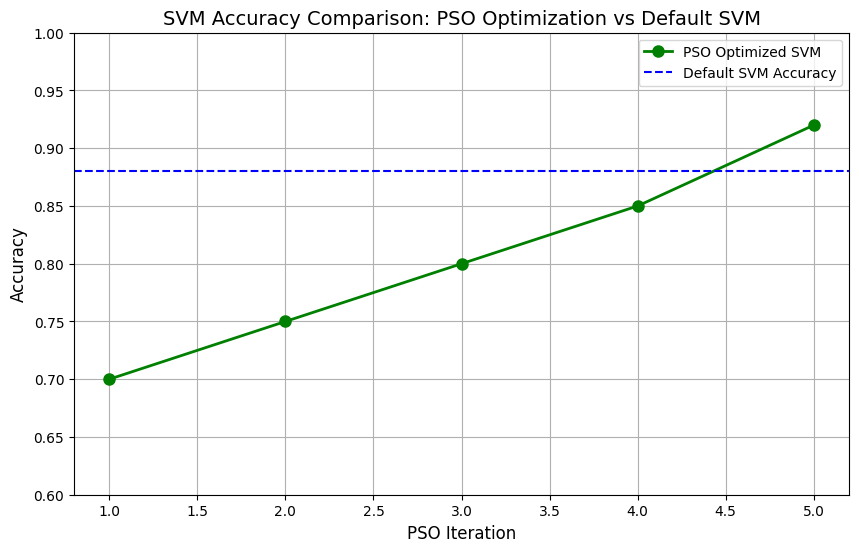 SVM Accuracy Comparison: PSO Optimization vs Default SVM
PSO Optimized SVM
Default SVM Accuracy
Accuracy
1.00
0.95
0.90
0.85
0.80
0.75
0.70
0.65
0.60
1.0 1.5 2.0 2.5 3.0 3.5 4.0 4.5 5.0
PSO Iteration